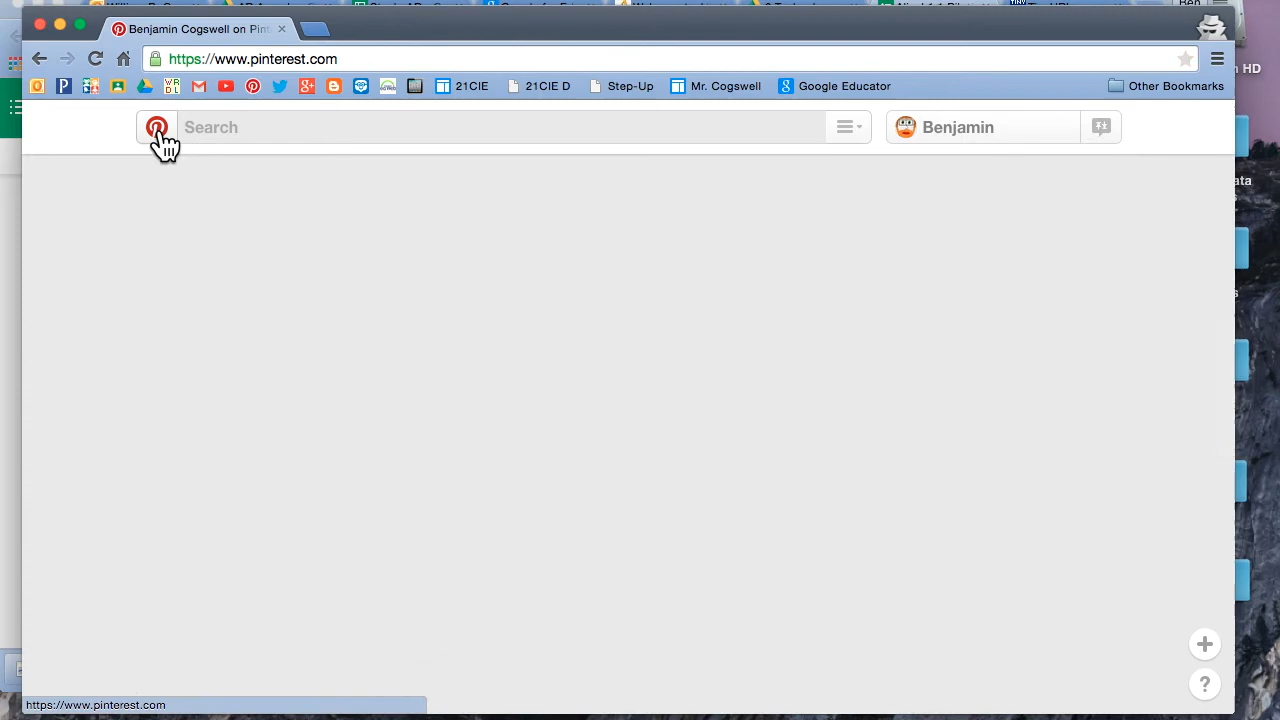 Benjamin Cogswell on Pin
https://www.pinterest.com
21CIE
21CIE D
Step-Up
Mr. Cogswell
Google Educator
Other Bookmarks
Search
Benjamin
n HD
ata
s
s
https://www.pinterest.com